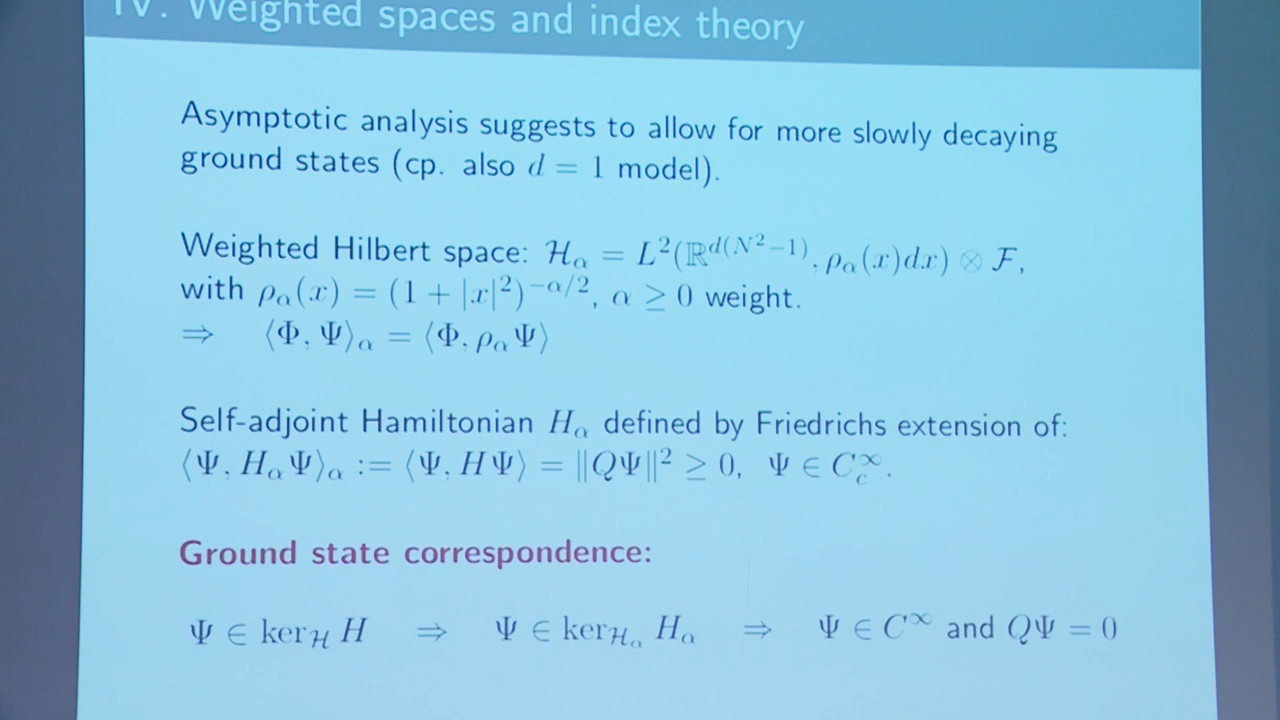 IV. Weighted spaces and index theory
Asymptotic analysis suggests to allow for more slowly decaying
ground states (cp. also d = 1 model).
Weighted Hilbert space: ℋ_α = L²(ℝ^{d(N²−1)}, ρ_α(x)dx) ⊗ ℱ,
with ρ_α(x) = (1 + |x|²)^{−α/2}, α ≥ 0 weight.
⇒ ⟨Φ, Ψ⟩_α = ⟨Φ, ρ_αΨ⟩
Self-adjoint Hamiltonian H_α defined by Friedrichs extension of:
⟨Ψ, H_αΨ⟩_α := ⟨Ψ, HΨ⟩ = ‖QΨ‖² ≥ 0, Ψ ∈ C_c^∞.
Ground state correspondence:
Ψ ∈ ker_ℋ H ⇒ Ψ ∈ ker_{ℋ_α} H_α ⇒ Ψ ∈ C^∞ and QΨ = 0